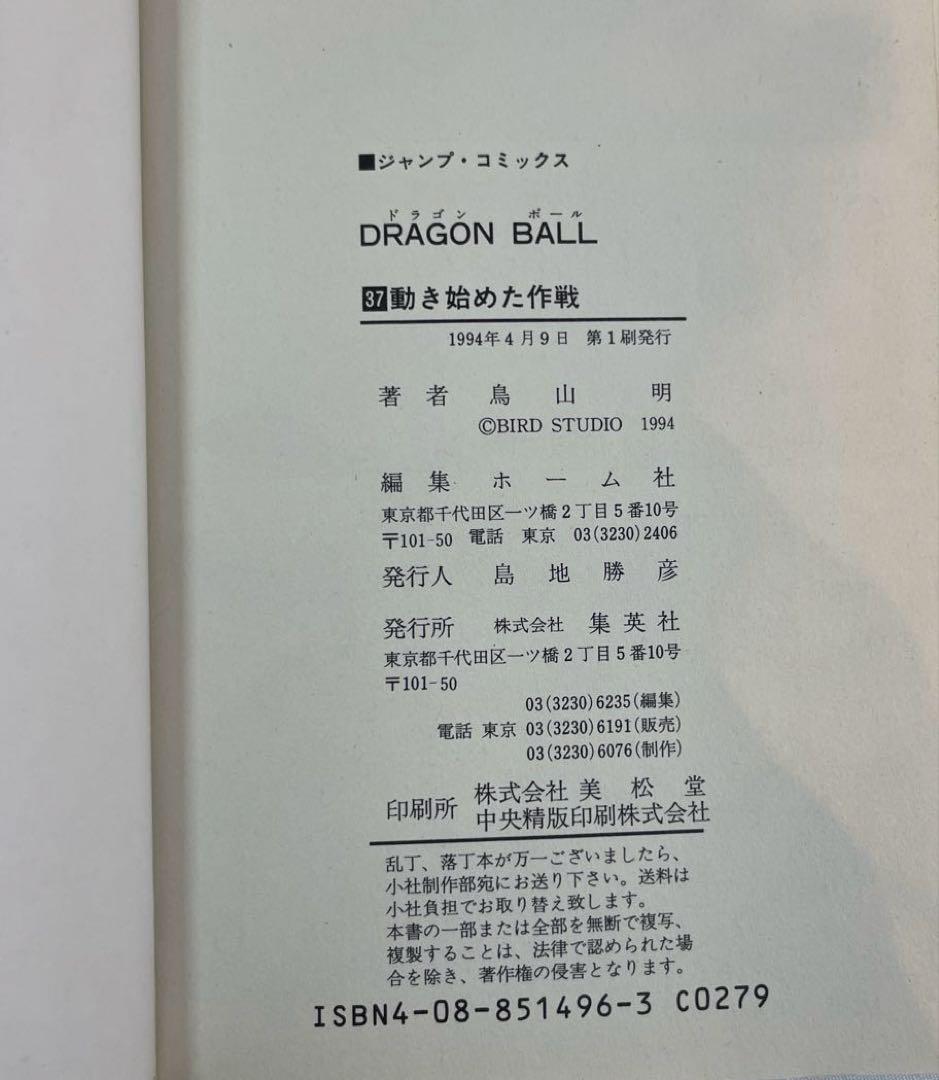 ■ジャンプ・コミックス
ドラゴン ボール
DRAGON BALL
37動き始めた作戦
1994年4月9日 第1刷発行
著者 鳥山 明
©BIRD STUDIO 1994
編集 ホーム社
東京都千代田区一ツ橋2丁目5番10号
〒101-50 電話 東京 03(3230)2406
発行人 島地勝彦
発行所 株式会社 集英社
東京都千代田区一ツ橋2丁目5番10号
〒101-50
03(3230)6235(編集)
電話 東京 03(3230)6191(販売)
03(3230)6076(制作)
印刷所 株式会社 美松堂
中央精版印刷株式会社
乱丁、落丁本が万一ございましたら、
小社制作部宛にお送り下さい。送料は
小社負担でお取り替え致します。
本書の一部または全部を無断で複写、
複製することは、法律で認められた場
合を除き、著作権の侵害となります。
ISBN4-08-851496-3 C0279